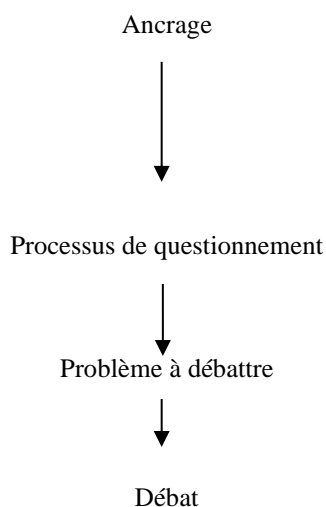 Ancrage
Processus de questionnement
Problème à débattre
Débat